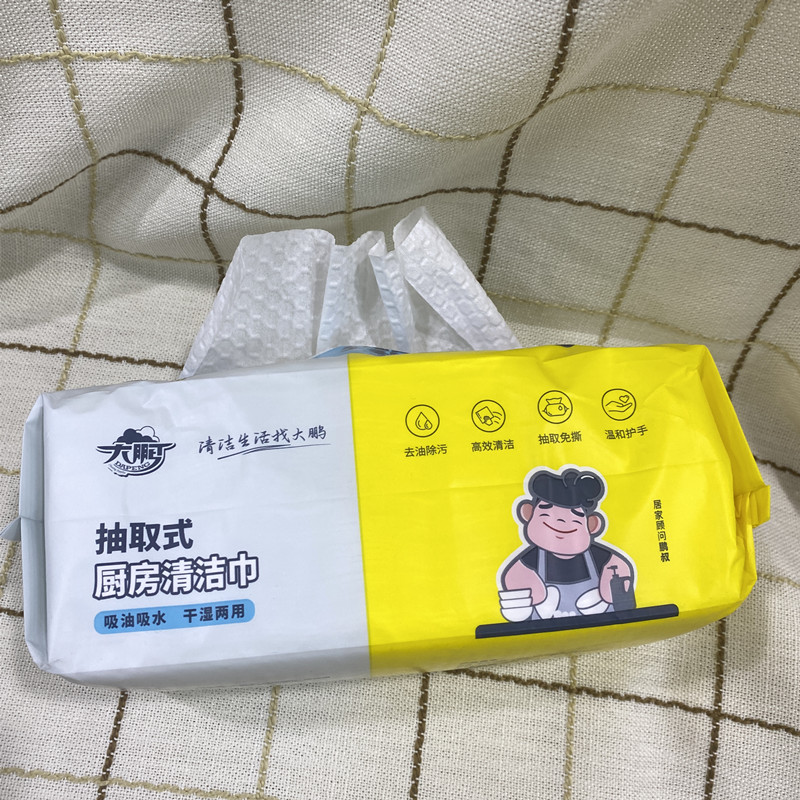 大鹏
DAPENG
清洁生活找大鹏
抽取式
厨房清洁巾
吸油吸水 干湿两用
去油除污
高效清洁
抽取免撕
温和护手
居家顾问鹏叔